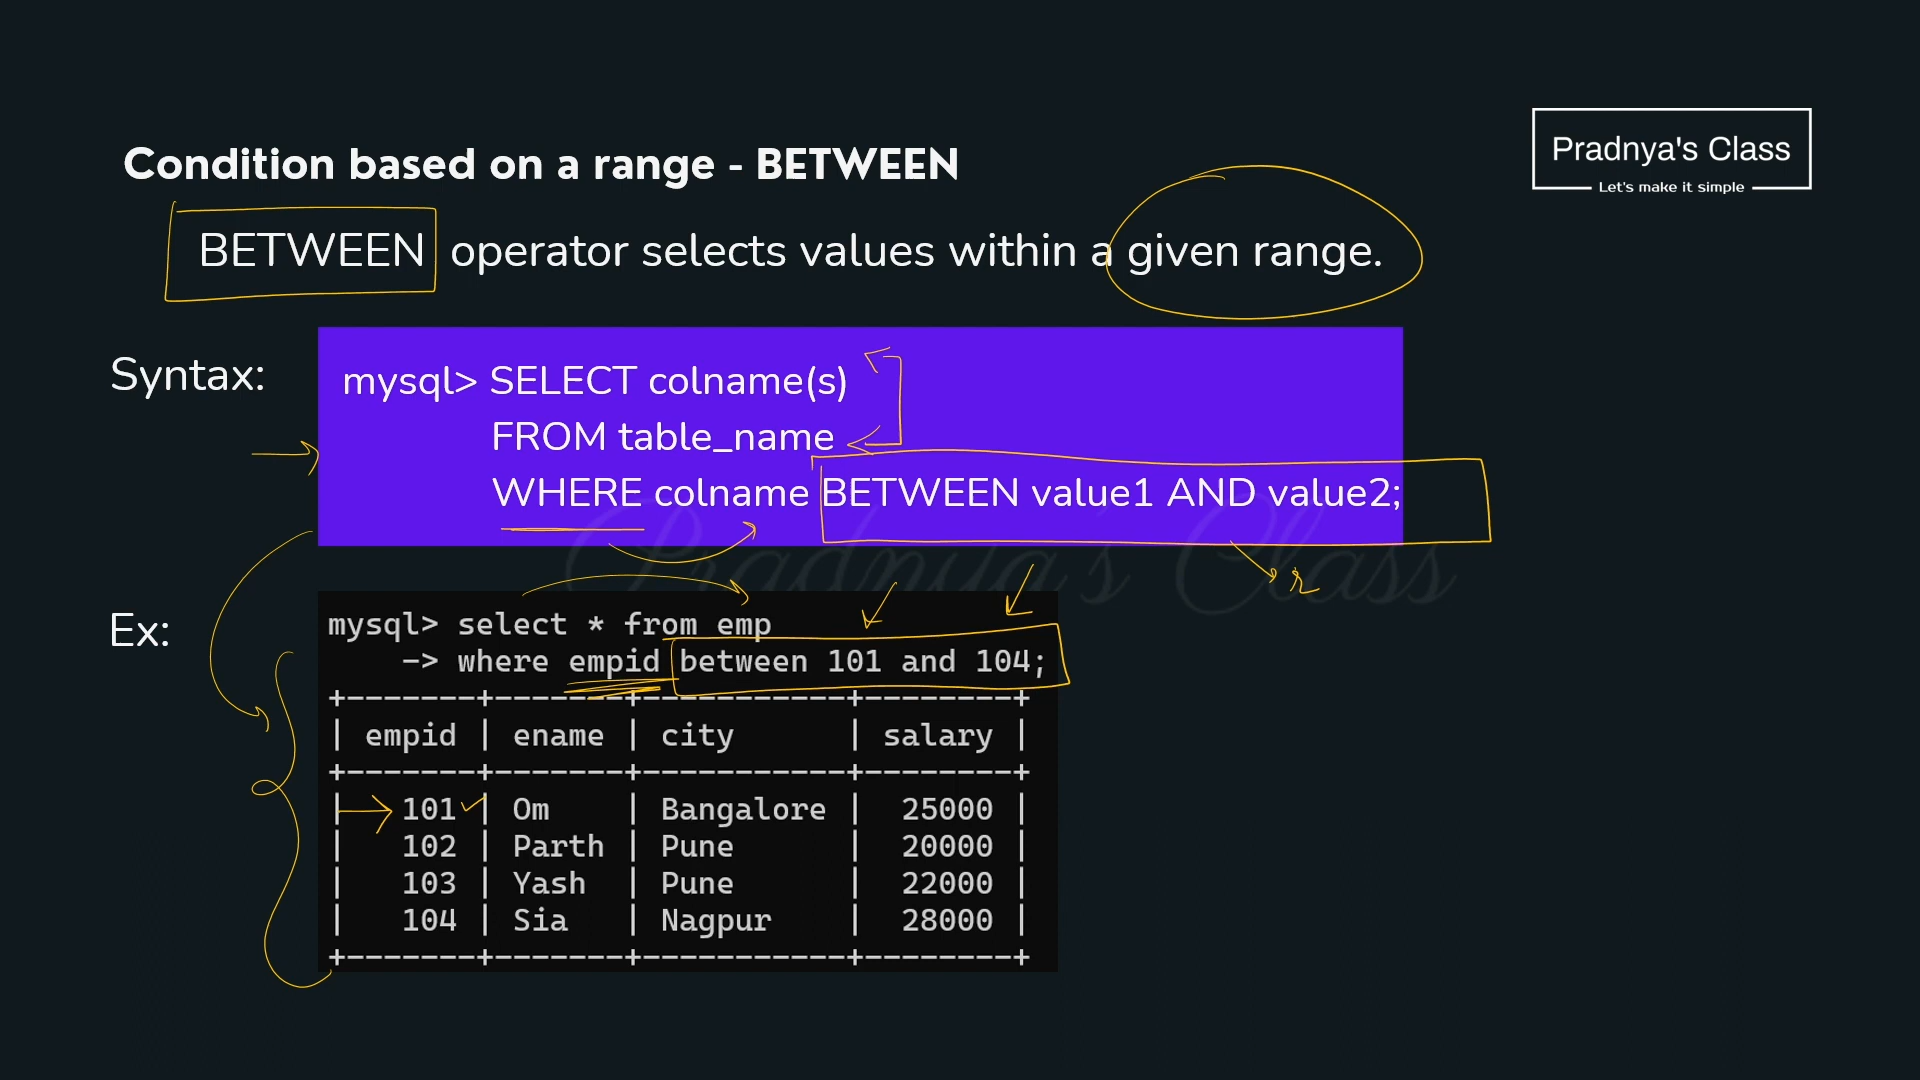 Pradnya's Class
Let's make it simple
Condition based on a range - BETWEEN
BETWEEN operator selects values within a given range.
Syntax:
mysql> SELECT colname(s)
FROM table_name
WHERE colname BETWEEN value1 AND value2;
Pradnya's Class
Ex:
mysql> select * from emp
-> where empid between 101 and 104;
+-------+-------+-----------+--------+
| empid | ename | city      | salary |
+-------+-------+-----------+--------+
|   101 | Om    | Bangalore |  25000 |
|   102 | Parth | Pune      |  20000 |
|   103 | Yash  | Pune      |  22000 |
|   104 | Sia   | Nagpur    |  28000 |
+-------+-------+-----------+--------+